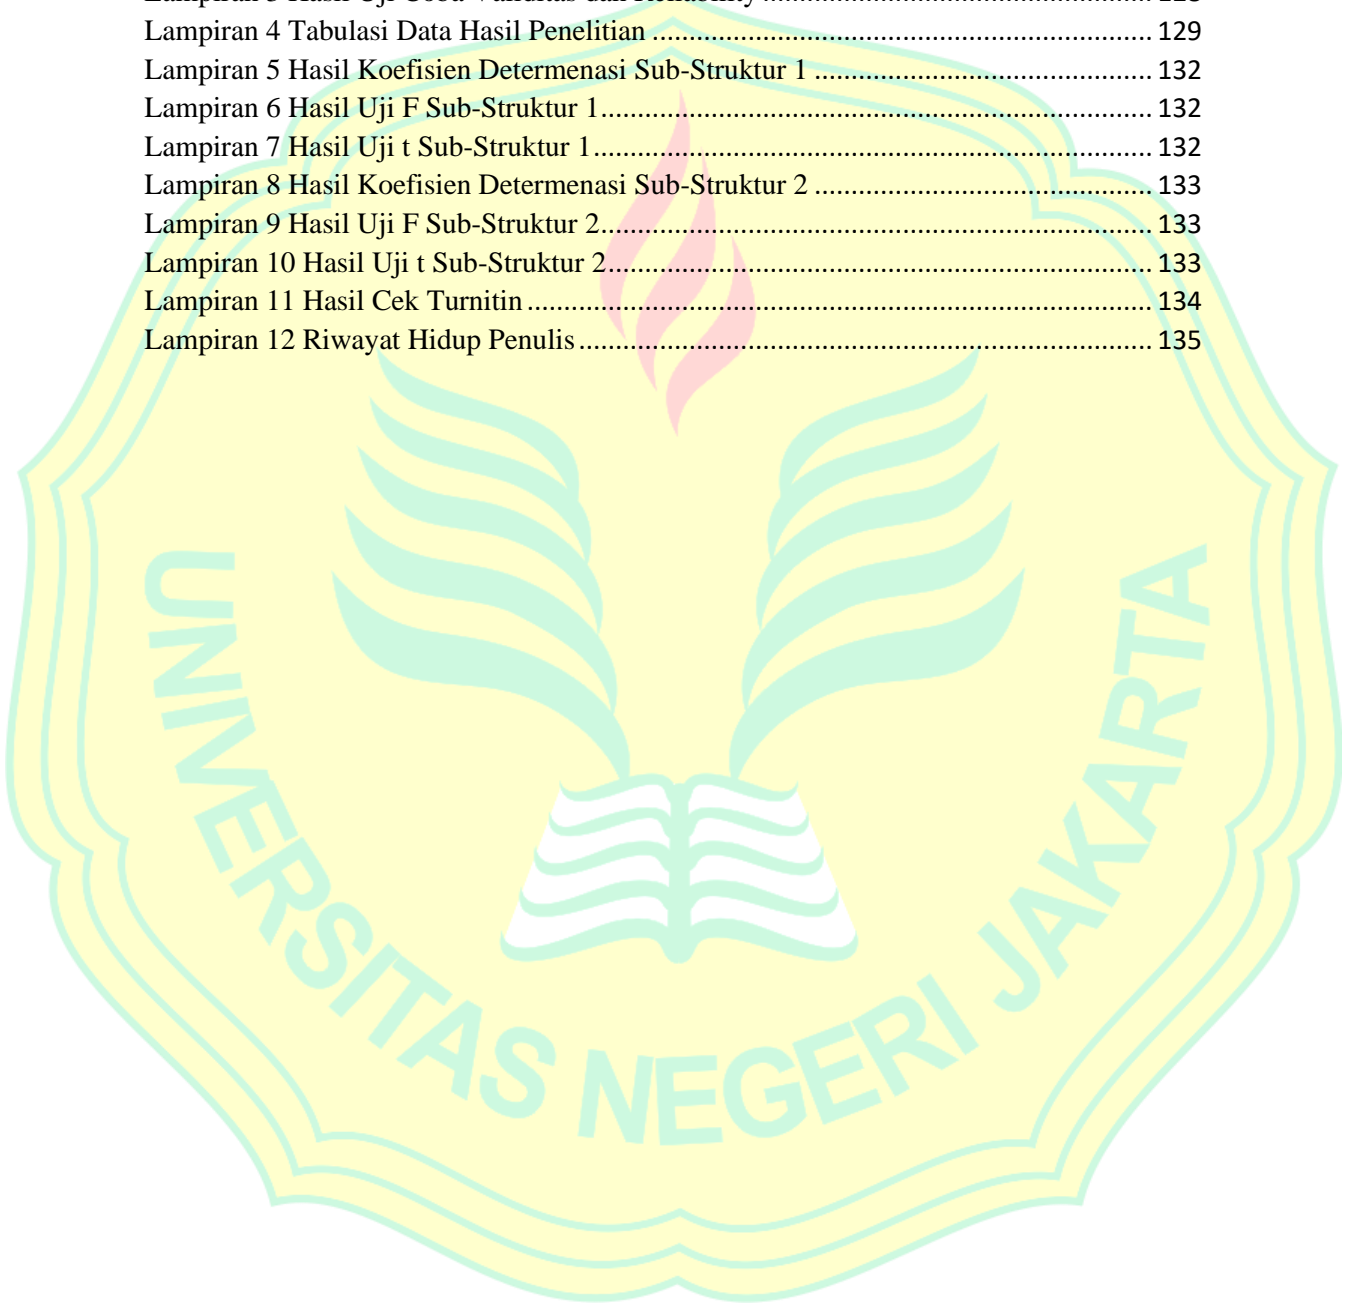 Lampiran 4 Tabulasi Data Hasil Penelitian ........................................................................ 129
Lampiran 5 Hasil Koefisien Determenasi Sub-Struktur 1 ................................................ 132
Lampiran 6 Hasil Uji F Sub-Struktur 1............................................................................. 132
Lampiran 7 Hasil Uji t Sub-Struktur 1.............................................................................. 132
Lampiran 8 Hasil Koefisien Determenasi Sub-Struktur 2 ................................................ 133
Lampiran 9 Hasil Uji F Sub-Struktur 2............................................................................. 133
Lampiran 10 Hasil Uji t Sub-Struktur 2............................................................................ 133
Lampiran 11 Hasil Cek Turnitin ....................................................................................... 134
Lampiran 12 Riwayat Hidup Penulis ................................................................................ 135
UNIVERSITAS NEGERI JAKARTA